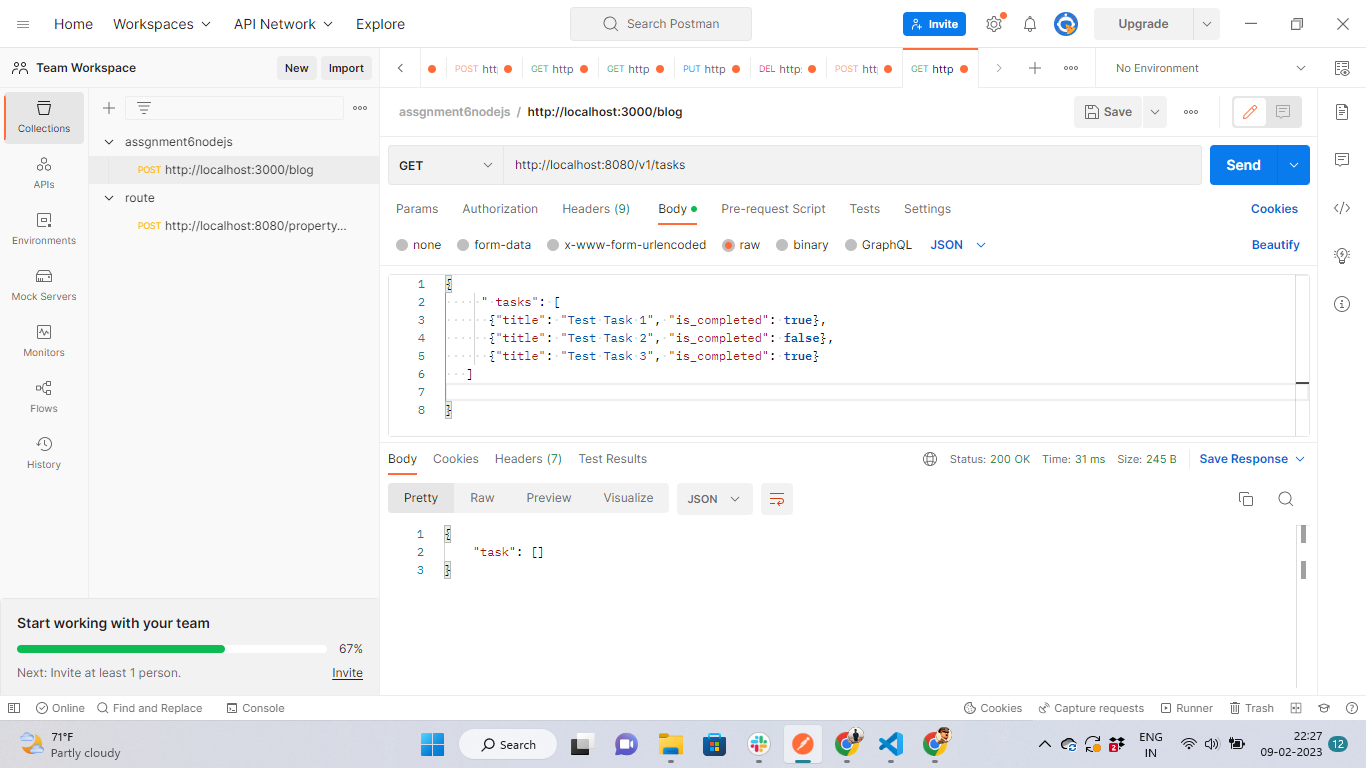 Home Workspaces API Network Explore Search Postman Invite Upgrade
Team Workspace New Import
POST htt GET http GET http PUT http DEL http POST htt GET http No Environment
Collections
APIs
Environments
Mock Servers
Monitors
Flows
History
assgnment6nodejs
POST http://localhost:3000/blog
route
POST http://localhost:8080/property...
Start working with your team
67%
Next: Invite at least 1 person. Invite
assgnment6nodejs / http://localhost:3000/blog Save
GET http://localhost:8080/v1/tasks Send
Params Authorization Headers (9) Body Pre-request Script Tests Settings Cookies
none form-data x-www-form-urlencoded raw binary GraphQL JSON Beautify
1 {
2 " tasks": [
3 {"title": "Test Task 1", "is_completed": true},
4 {"title": "Test Task 2", "is_completed": false},
5 {"title": "Test Task 3", "is_completed": true}
6 ]
7
8 }
Body Cookies Headers (7) Test Results Status: 200 OK Time: 31 ms Size: 245 B Save Response
Pretty Raw Preview Visualize JSON
1 {
2 "task": []
3 }
Online Find and Replace Console Cookies Capture requests Runner Trash
71°F
Partly cloudy
Search
2
ENG
IN
22:27
09-02-2023
12